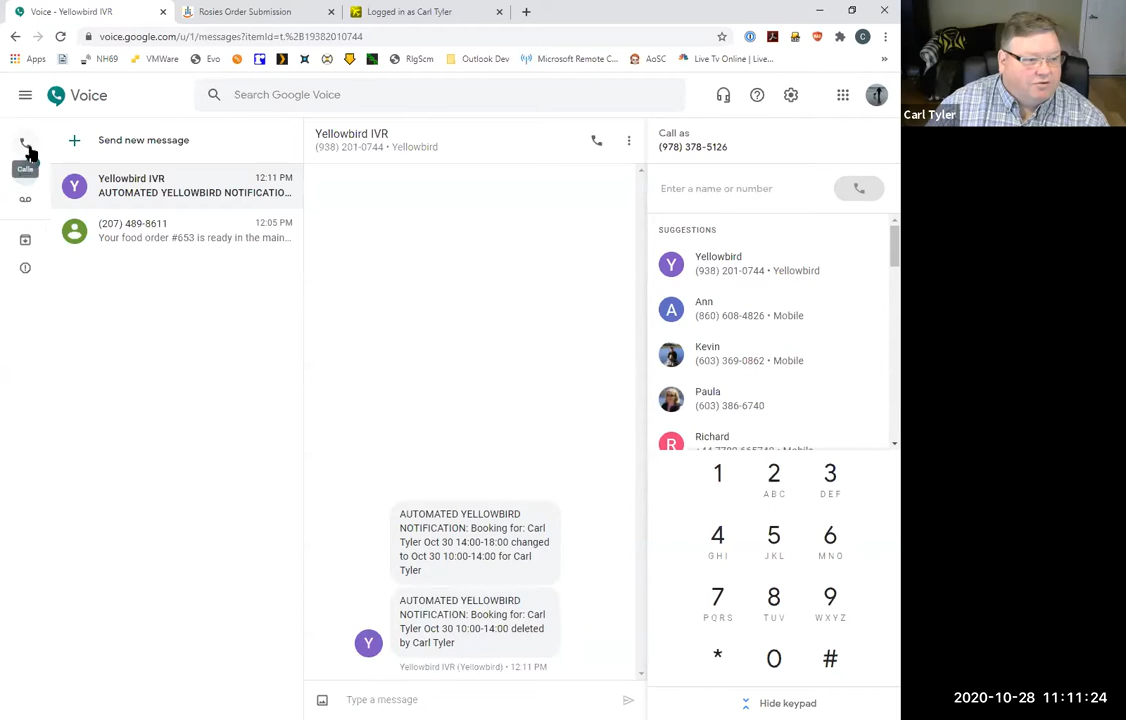 Voice - Yellowbird IVR
Rosies Order Submission
Logged in as Carl Tyler
voice.google.com/u/1/messages?itemId=t.%2B19382010744
Apps
NH69
VMWare
Evo
RigScm
Outlook Dev
Microsoft Remote C...
AoSC
Live Tv Online | Live...
»
C
Voice
Search Google Voice
Calls
Send new message
Y
Yellowbird IVR
12:11 PM
AUTOMATED YELLOWBIRD NOTIFICATIO...
(207) 489-8611
12:05 PM
Your food order #653 is ready in the main...
Yellowbird IVR
(938) 201-0744 • Yellowbird
AUTOMATED YELLOWBIRD
NOTIFICATION: Booking for: Carl
Tyler Oct 30 14:00-18:00 changed
to Oct 30 10:00-14:00 for Carl
Tyler
AUTOMATED YELLOWBIRD
NOTIFICATION: Booking for: Carl
Tyler Oct 30 10:00-14:00 deleted
by Carl Tyler
Y
Yellowbird IVR (Yellowbird) • 12:11 PM
Type a message
Call as
(978) 378-5126
Enter a name or number
SUGGESTIONS
Y
Yellowbird
(938) 201-0744 • Yellowbird
A
Ann
(860) 608-4826 • Mobile
Kevin
(603) 369-0862 • Mobile
Paula
(603) 386-6740
R
Richard
1 2 3
ABC DEF
4 5 6
GHI JKL MNO
7 8 9
PQRS TUV WXYZ
* 0 #
Hide keypad
Carl Tyler
2020-10-28 11:11:24